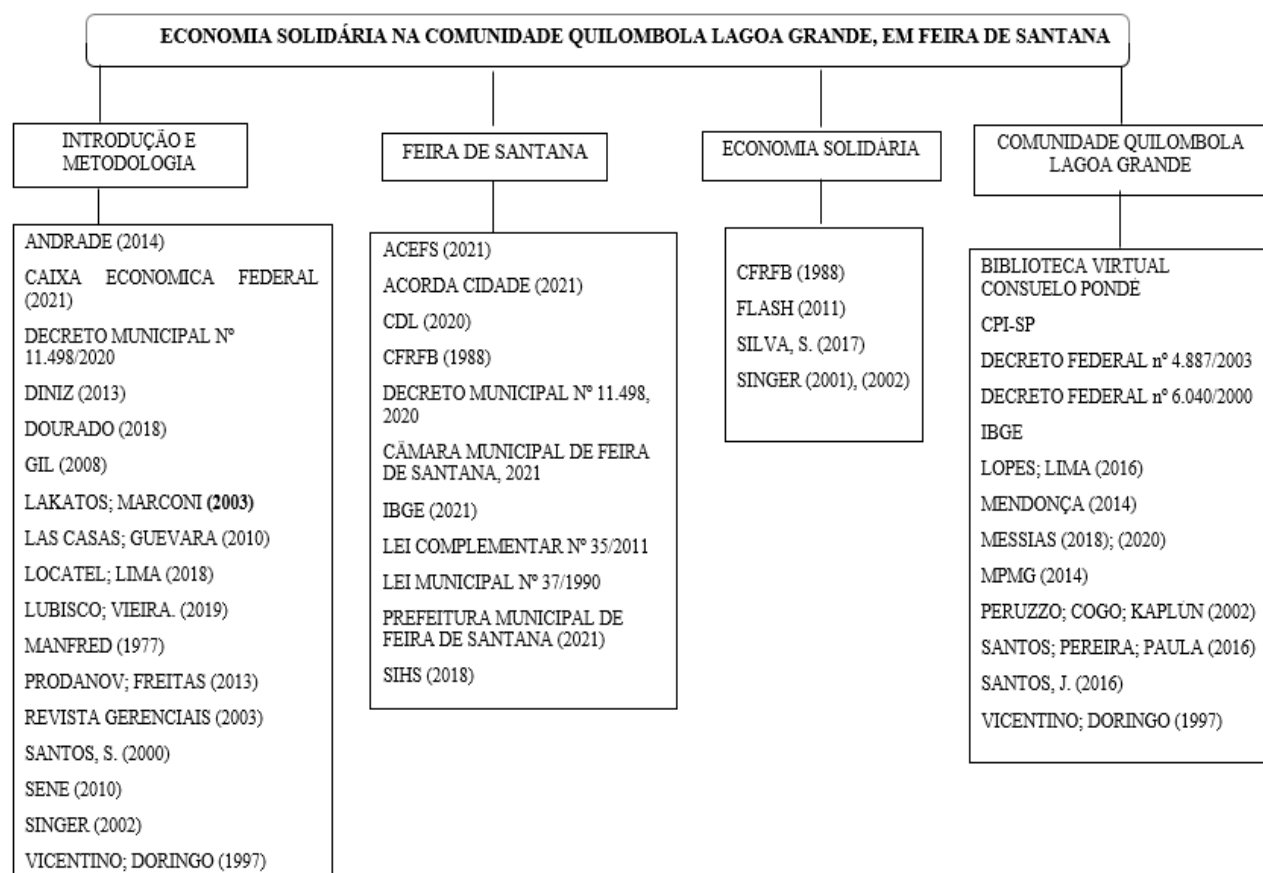 ECONOMIA SOLIDÁRIA NA COMUNIDADE QUILOMBOLA LAGOA GRANDE, EM FEIRA DE SANTANA
INTRODUÇÃO E
METODOLOGIA
ANDRADE (2014)
CAIXA ECONOMICA FEDERAL
(2021)
DECRETO MUNICIPAL Nº
11.498/2020
DINIZ (2013)
DOURADO (2018)
GIL (2008)
LAKATOS; MARCONI (2003)
LAS CASAS; GUEVARA (2010)
LOCATEL; LIMA (2018)
LUBISCO; VIEIRA. (2019)
MANFRED (1977)
PRODANOV; FREITAS (2013)
REVISTA GERENCIAIS (2003)
SANTOS, S. (2000)
SENE (2010)
SINGER (2002)
VICENTINO; DORINGO (1997)
FEIRA DE SANTANA
ACEFS (2021)
ACORDA CIDADE (2021)
CDL (2020)
CFRFB (1988)
DECRETO MUNICIPAL Nº 11.498,
2020
CÂMARA MUNICIPAL DE FEIRA
DE SANTANA, 2021
IBGE (2021)
LEI COMPLEMENTAR Nº 35/2011
LEI MUNICIPAL Nº 37/1990
PREFEITURA MUNICIPAL DE
FEIRA DE SANTANA (2021)
SIHS (2018)
ECONOMIA SOLIDÁRIA
CFRFB (1988)
FLASH (2011)
SILVA, S. (2017)
SINGER (2001), (2002)
COMUNIDADE QUILOMBOLA
LAGOA GRANDE
BIBLIOTECA VIRTUAL
CONSUELO PONDÉ
CPI-SP
DECRETO FEDERAL nº 4.887/2003
DECRETO FEDERAL nº 6.040/2000
IBGE
LOPES; LIMA (2016)
MENDONÇA (2014)
MESSIAS (2018); (2020)
MPMG (2014)
PERUZZO; COGO; KAPLÚN (2002)
SANTOS; PEREIRA; PAULA (2016)
SANTOS, J. (2016)
VICENTINO; DORINGO (1997)